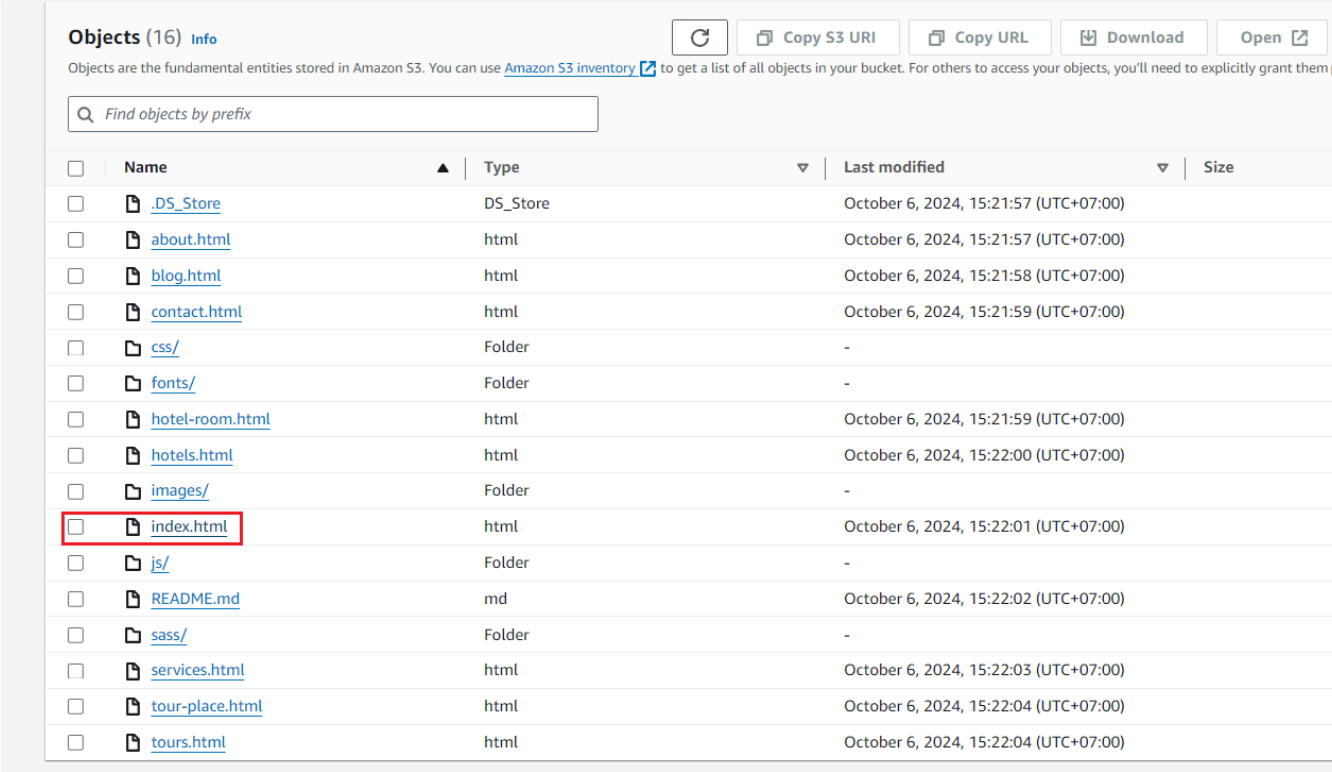 Objects (16) Info
Copy S3 URI Copy URL Download Open
Objects are the fundamental entities stored in Amazon S3. You can use Amazon S3 inventory to get a list of all objects in your bucket. For others to access your objects, you'll need to explicitly grant them
Find objects by prefix
Name Type Last modified Size
.DS_Store DS_Store October 6, 2024, 15:21:57 (UTC+07:00)
about.html html October 6, 2024, 15:21:57 (UTC+07:00)
blog.html html October 6, 2024, 15:21:58 (UTC+07:00)
contact.html html October 6, 2024, 15:21:59 (UTC+07:00)
css/ Folder -
fonts/ Folder -
hotel-room.html html October 6, 2024, 15:21:59 (UTC+07:00)
hotels.html html October 6, 2024, 15:22:00 (UTC+07:00)
images/ Folder -
index.html html October 6, 2024, 15:22:01 (UTC+07:00)
js/ Folder -
README.md md October 6, 2024, 15:22:02 (UTC+07:00)
sass/ Folder -
services.html html October 6, 2024, 15:22:03 (UTC+07:00)
tour-place.html html October 6, 2024, 15:22:04 (UTC+07:00)
tours.html html October 6, 2024, 15:22:04 (UTC+07:00)